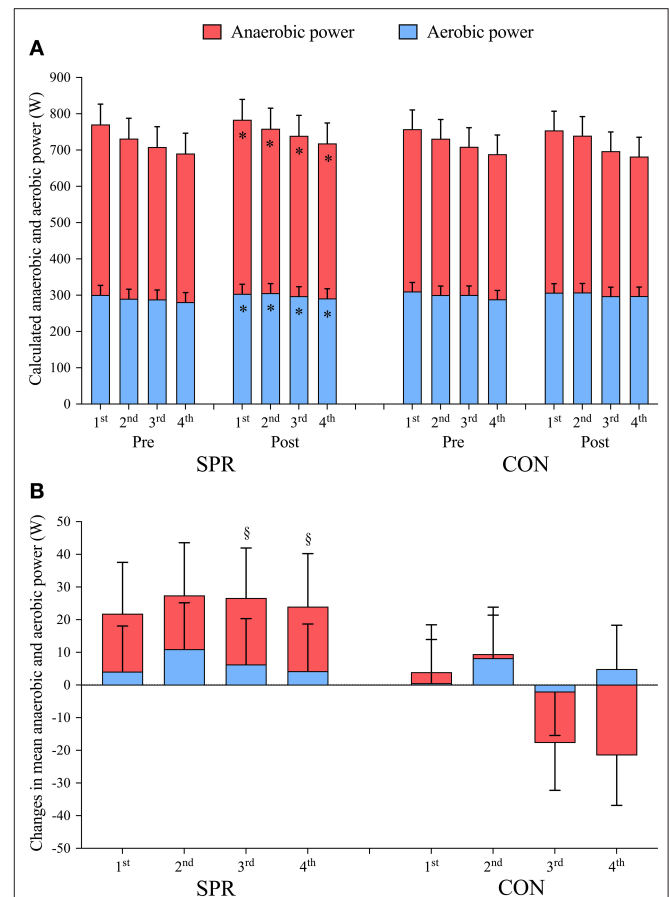 Anaerobic power Aerobic power
A
Calculated anaerobic and aerobic power (W)
900
800
700
600
500
400
300
200
100
0
* * * *
* * * *
1st 2nd 3rd 4th 1st 2nd 3rd 4th 1st 2nd 3rd 4th 1st 2nd 3rd 4th
Pre Post Pre Post
SPR CON
B
Changes in mean anaerobic and aerobic power (W)
50
40
30
20
10
0
-10
-20
-30
-40
-50
§ §
1st 2nd 3rd 4th 1st 2nd 3rd 4th
SPR CON